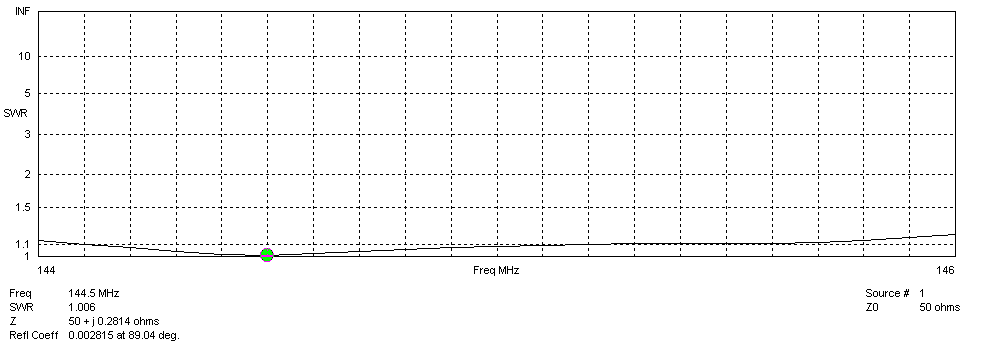 INF
10
5
SWR
3
2
1.5
1.1
1
144 Freq MHz 146
Freq 144.5 MHz Source # 1
SWR 1.006 Z0 50 ohms
Z 50 + j 0.2814 ohms
Refl Coeff 0.002815 at 89.04 deg.